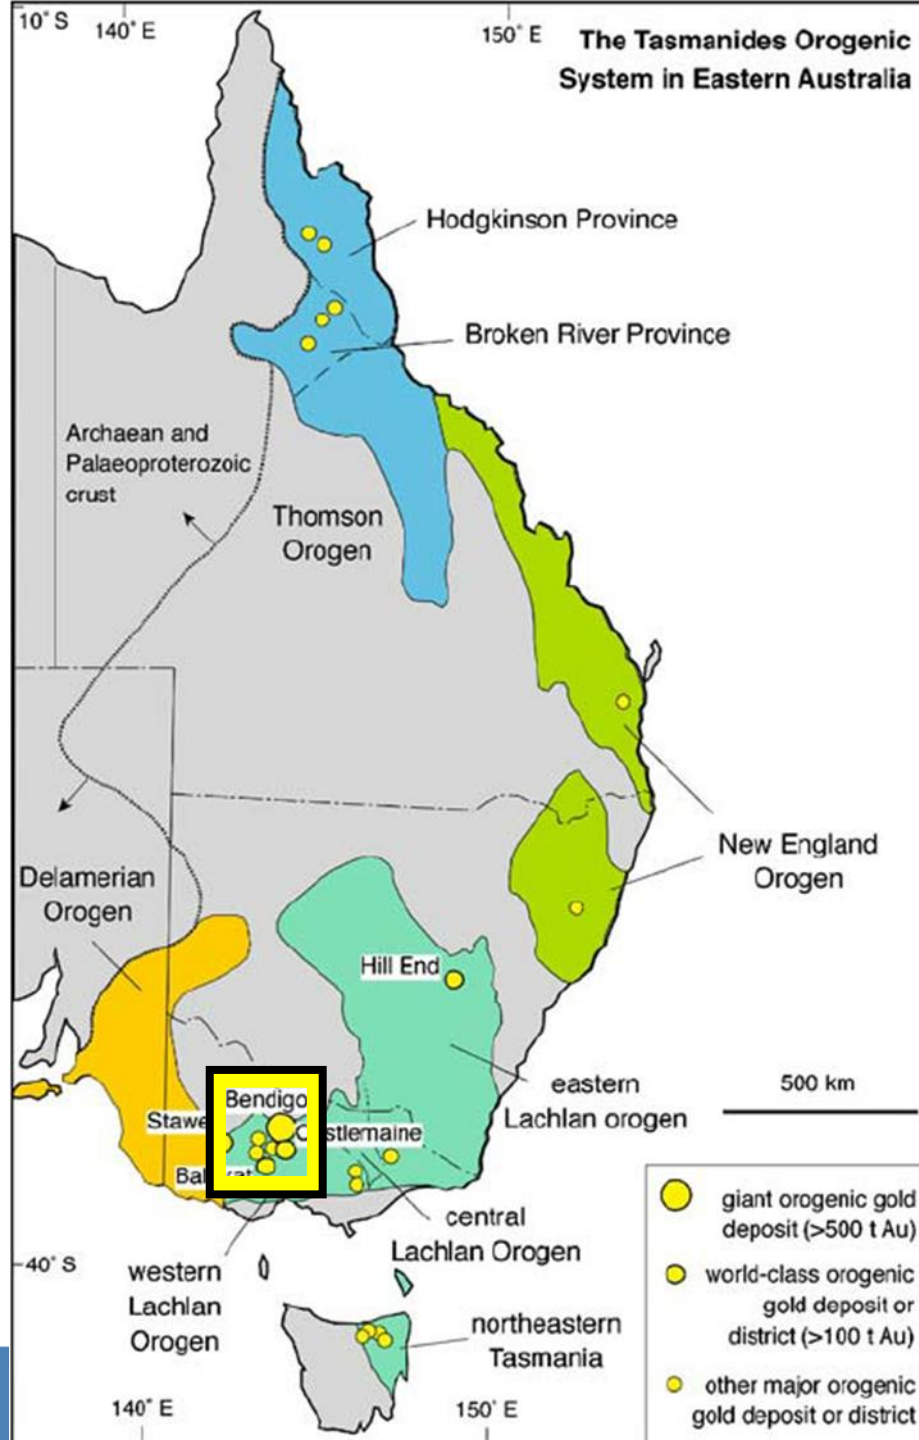 10° S
140° E
150° E
The Tasmanides Orogenic
System in Eastern Australia
Hodgkinson Province
Broken River Province
Archaean and
Palaeoproterozoic
crust
Thomson
Orogen
New England
Orogen
Delamerian
Orogen
Hill End
eastern
Lachlan orogen
500 km
Bendigo
central
Lachlan Orogen
western
Lachlan
Orogen
40° S
northeastern
Tasmania
giant orogenic gold
deposit (>500 t Au)
world-class orogenic
gold deposit or
district (>100 t Au)
other major orogenic
gold deposit or district
140° E
150° E